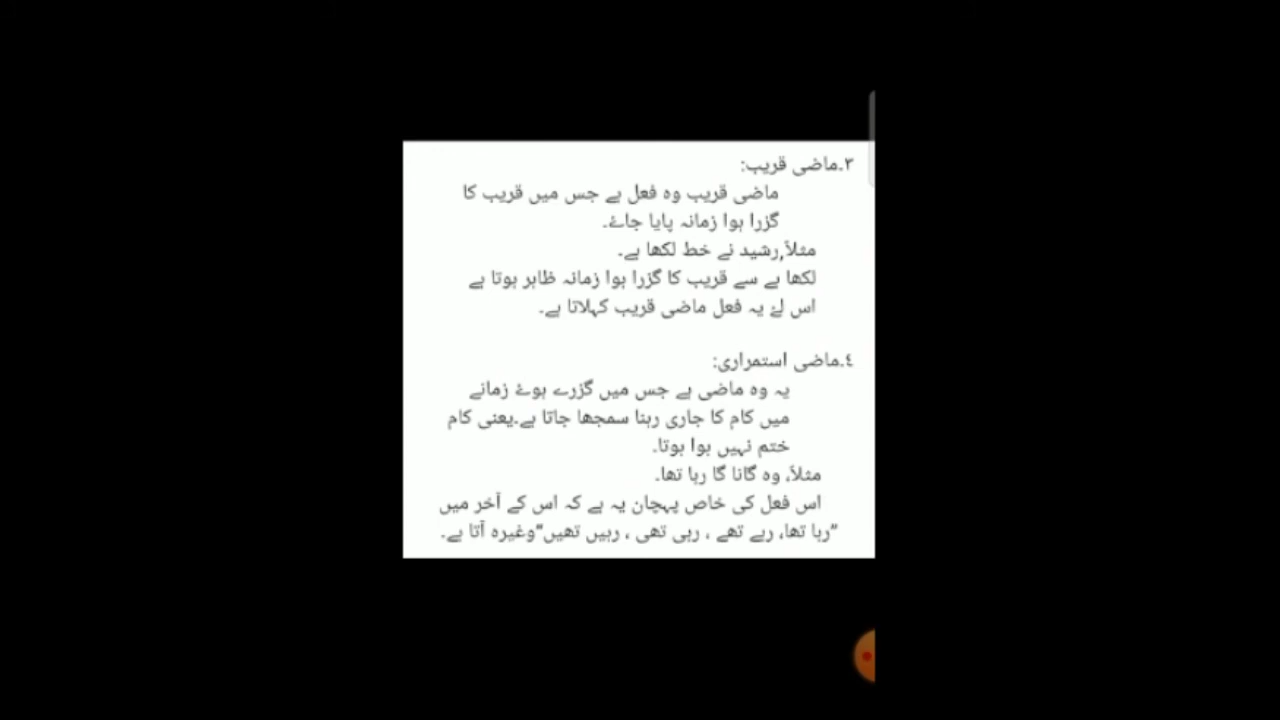 ۳.ماضی قریب:
ماضی قریب وہ فعل ہے جس میں قریب کا
گزرا ہوا زمانہ پایا جاۓ۔
مثلاً,رشید نے خط لکھا ہے۔
لکھا ہے سے قریب کا گزرا ہوا زمانہ ظاہر ہوتا ہے
اس لۓ یہ فعل ماضی قریب کہلاتا ہے۔
٤.ماضی استمراری:
یہ وہ ماضی ہے جس میں گزرے ہوۓ زمانے
میں کام کا جاری رہنا سمجھا جاتا ہے۔یعنی کام
ختم نہیں ہوا ہوتا۔
مثلاً، وہ گانا گا رہا تھا۔
اس فعل کی خاص پہچان یہ ہے کہ اس کے آخر میں
”رہا تھا، رہے تھے ، رہی تھی ، رہیں تھیں“وغیرہ آتا ہے۔